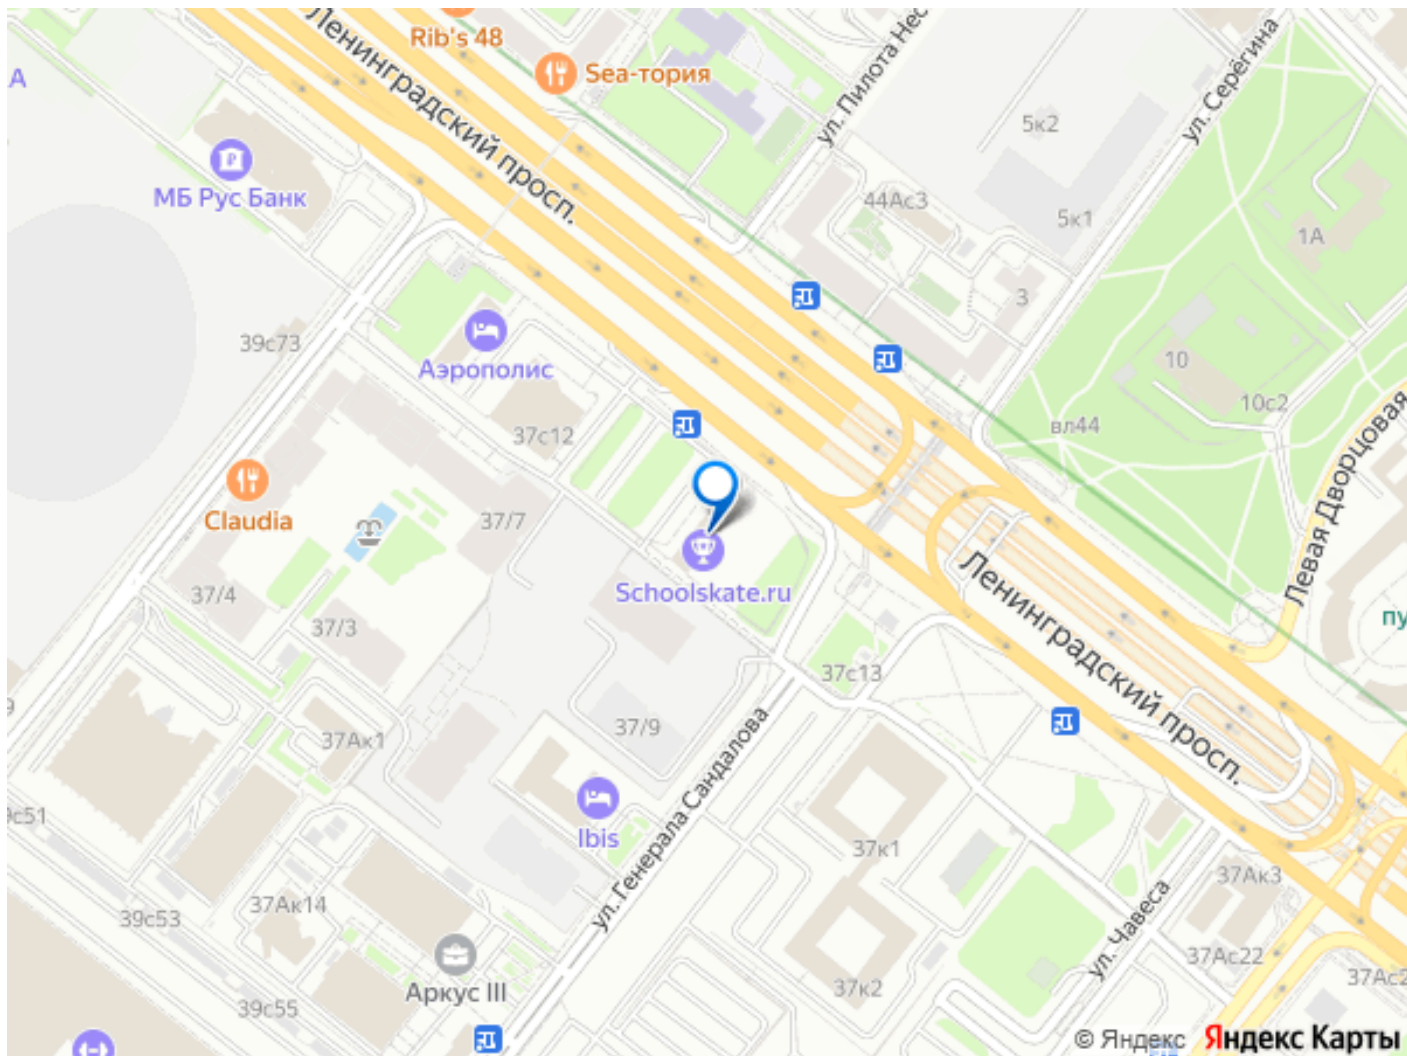 Rib's 48
Sea-тория
Ленинградский просп.
ул. Пилота Нес
ул. Серёгина
А
5к2
МБ Рус Банк
44Ас3
5к1
1А
3
39с73
Аэрополис
10
10с2
37с12
вл44
Левая Дворцовая
Claudia
37/7
Schoolskate.ru
Ленинградский просп.
37/4
37/3
пу
37с13
9
37Ак1
37/9
ул. Генерала Сандалова
9с51
Ibis
37к1
37Ак3
37Ак14
39с53
ул. Чавеса
37Ас22
Аркус III
37к2
37Ас2
39с55
© Яндекс Яндекс Карты